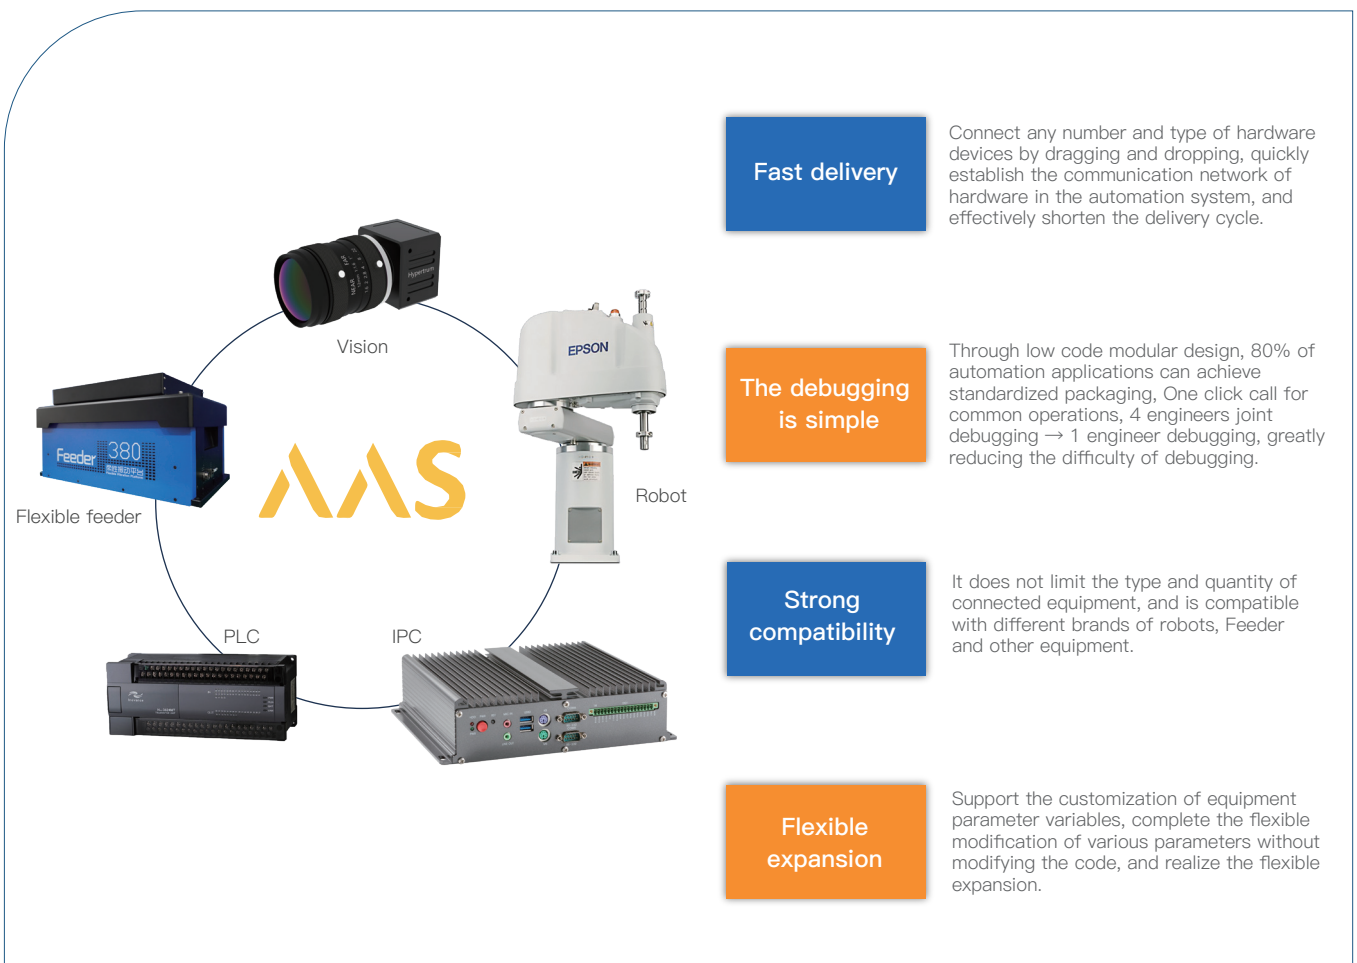 Fast delivery
Connect any number and type of hardware
devices by dragging and dropping, quickly
establish the communication network of
hardware in the automation system, and
effectively shorten the delivery cycle.
Hypertrum
NEAR
FAR
Vision
EPSON
Robot
Feeder
380
Flexible feeder
AAS
The debugging
is simple
Through low code modular design, 80% of
automation applications can achieve
standardized packaging, One click call for
common operations, 4 engineers joint
debugging → 1 engineer debugging, greatly
reducing the difficulty of debugging.
PLC
IPC
Strong
compatibility
It does not limit the type and quantity of
connected equipment, and is compatible
with different brands of robots, Feeder
and other equipment.
Flexible
expansion
Support the customization of equipment
parameter variables, complete the flexible
modification of various parameters without
modifying the code, and realize the flexible
expansion.